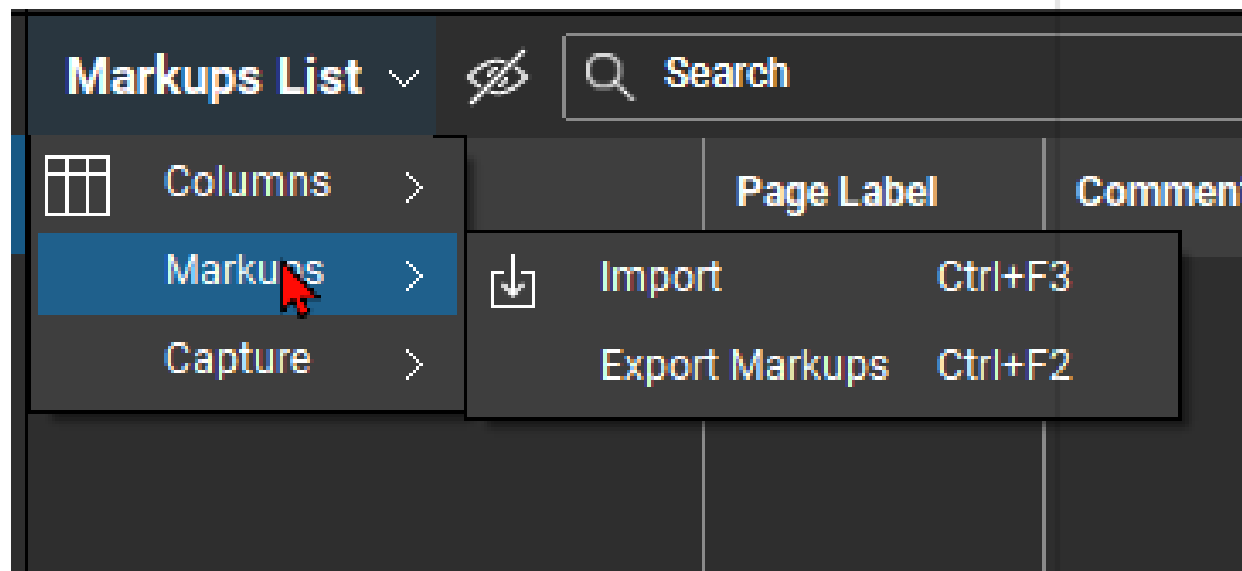 Markups List Search
Columns Page Label Comment
Markups
Import Ctrl+F3
Capture
Export Markups Ctrl+F2